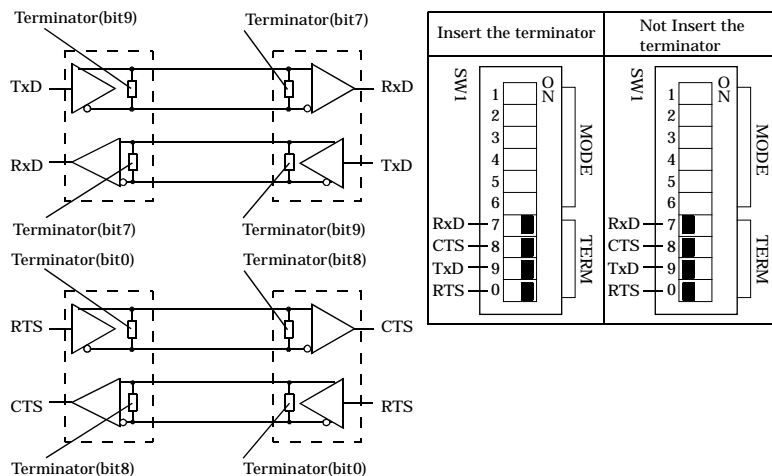 Terminator(bit9)
Terminator(bit7)
TxD
RxD
RxD
TxD
Terminator(bit7)
Terminator(bit9)
Terminator(bit0)
Terminator(bit8)
RTS
CTS
CTS
RTS
Terminator(bit8)
Terminator(bit0)
Insert the terminator
SW1
ON
1
2
3
4
5
6
RxD 7
CTS 8
TxD 9
RTS 0
MODE
TERM
Not Insert the
terminator
SW1
ON
1
2
3
4
5
6
RxD 7
CTS 8
TxD 9
RTS 0
MODE
TERM